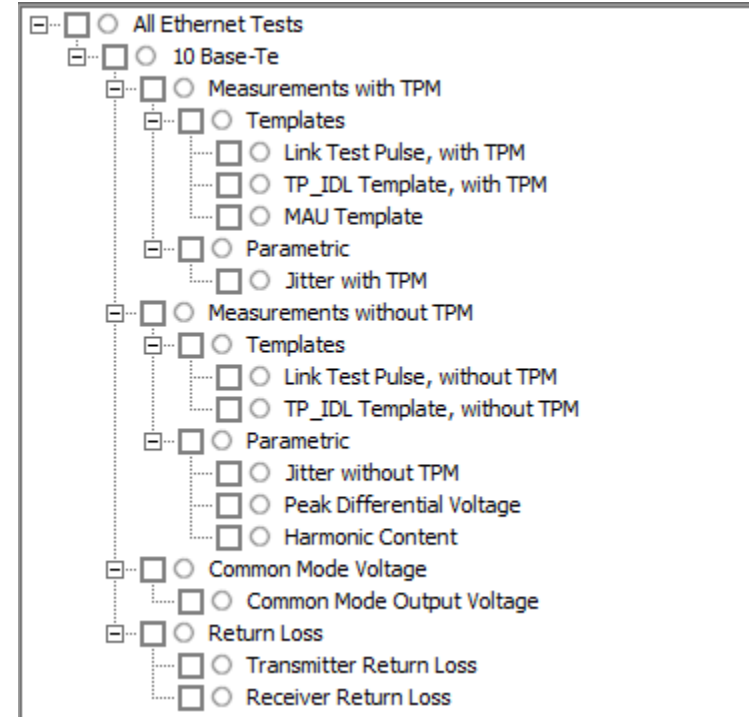 All Ethernet Tests
10 Base-Te
Measurements with TPM
Templates
Link Test Pulse, with TPM
TP_IDL Template, with TPM
MAU Template
Parametric
Jitter with TPM
Measurements without TPM
Templates
Link Test Pulse, without TPM
TP_IDL Template, without TPM
Parametric
Jitter without TPM
Peak Differential Voltage
Harmonic Content
Common Mode Voltage
Common Mode Output Voltage
Return Loss
Transmitter Return Loss
Receiver Return Loss